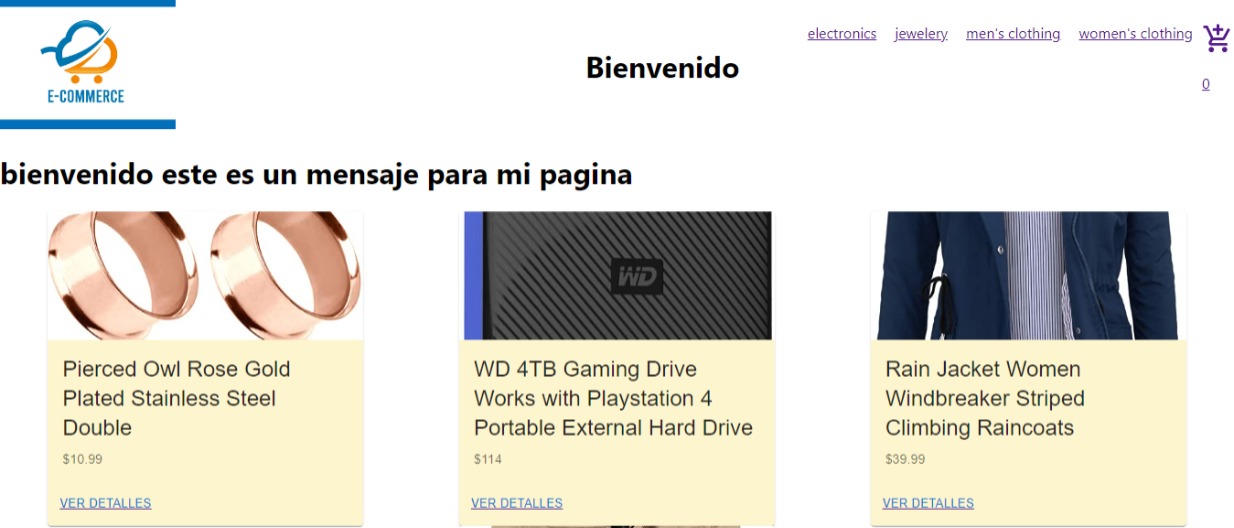 E-COMMERCE
Bienvenido
electronics jewelery men's clothing women's clothing
0
bienvenido este es un mensaje para mi pagina
Pierced Owl Rose Gold
Plated Stainless Steel
Double
$10.99
VER DETALLES
WD
WD 4TB Gaming Drive
Works with Playstation 4
Portable External Hard Drive
$114
VER DETALLES
Rain Jacket Women
Windbreaker Striped
Climbing Raincoats
$39.99
VER DETALLES